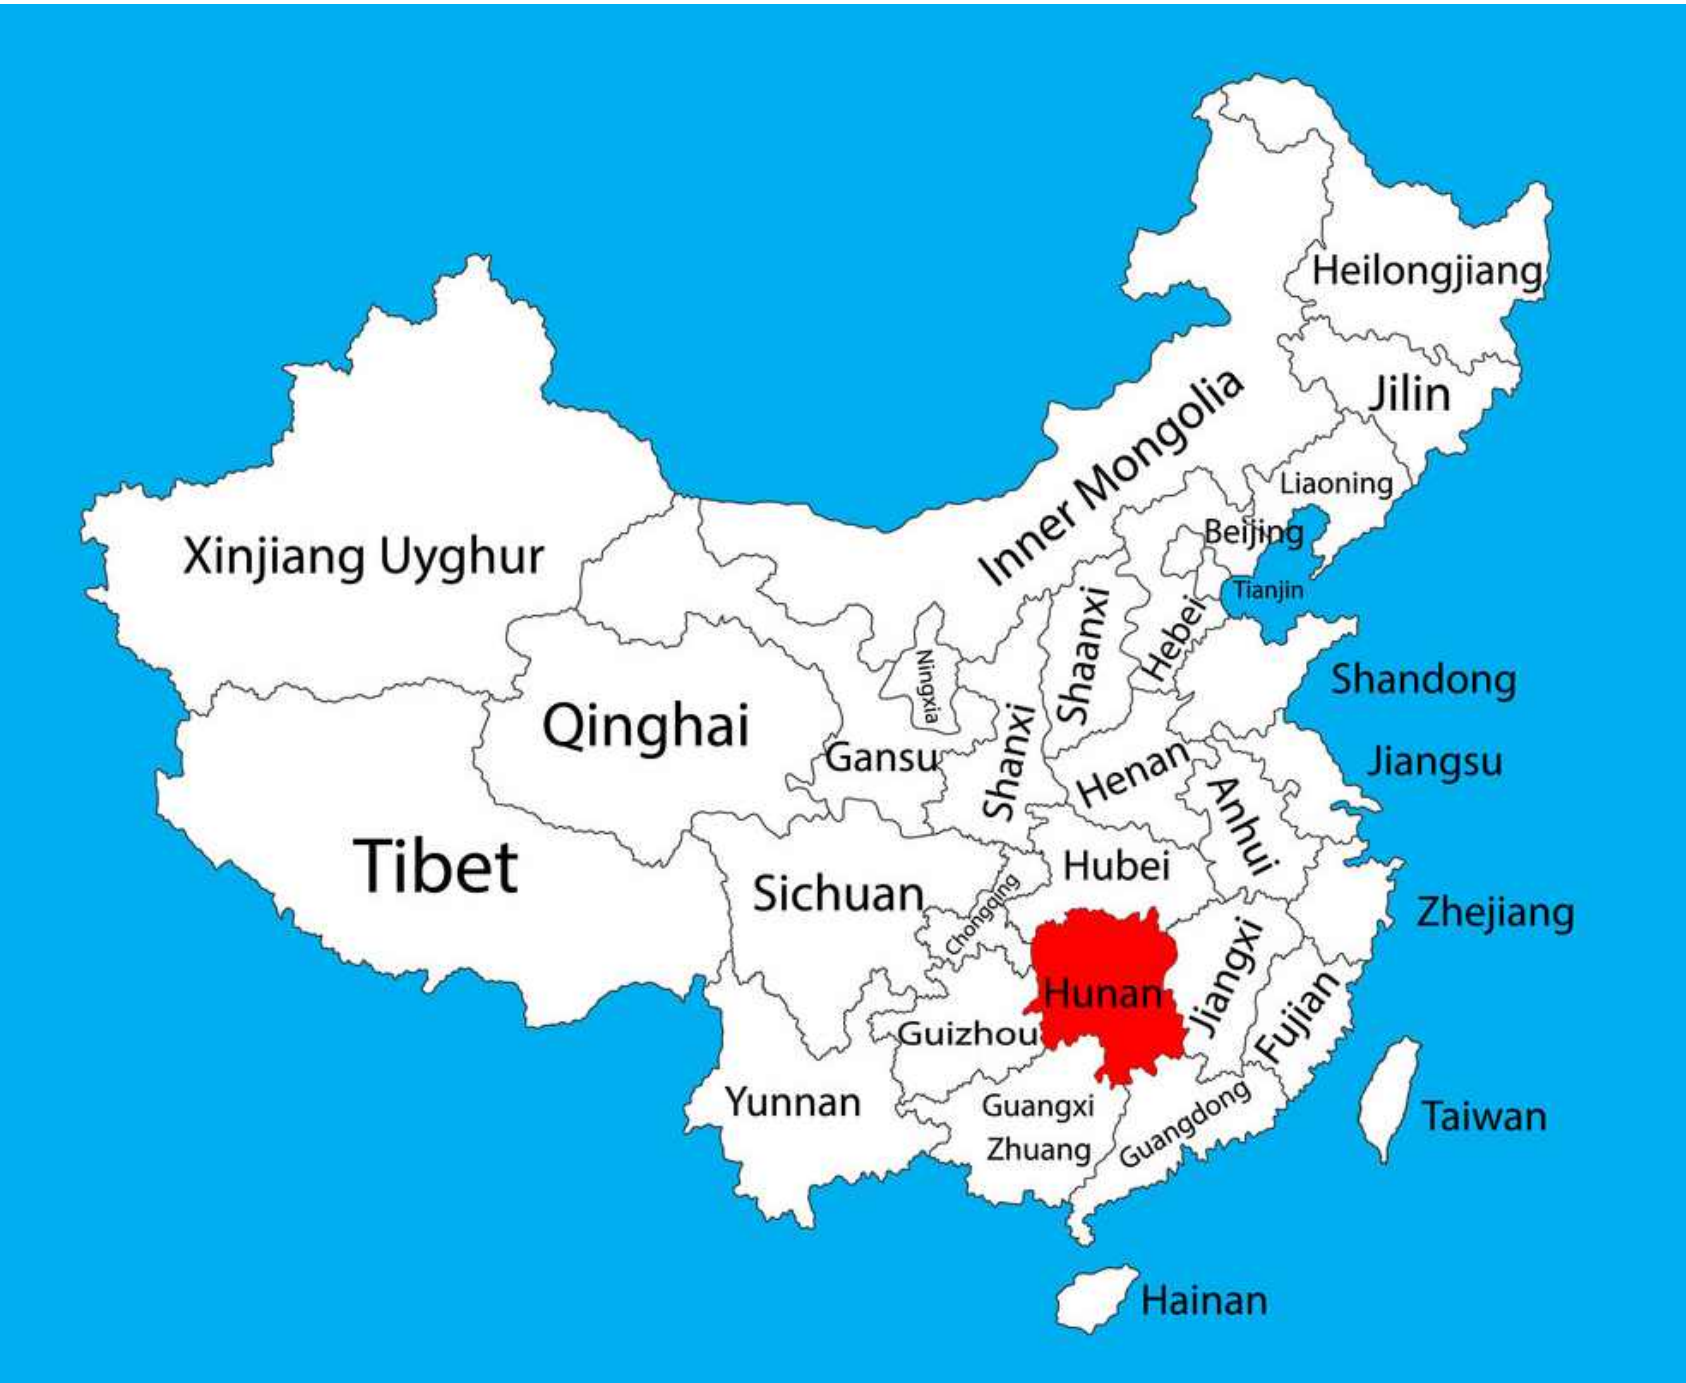 Heilongjiang
Jilin
Inner Mongolia
Liaoning
Beijing
Xinjiang Uyghur
Tianjin
Shaanxi
Hebei
Ningxia
Shandong
Qinghai
Gansu
Shanxi
Henan
Jiangsu
Anhui
Tibet
Sichuan
Hubei
Chongqing
Zhejiang
Jiangxi
Hunan
Fujian
Guizhou
Yunnan
Guangxi
Zhuang
Guangdong
Taiwan
Hainan